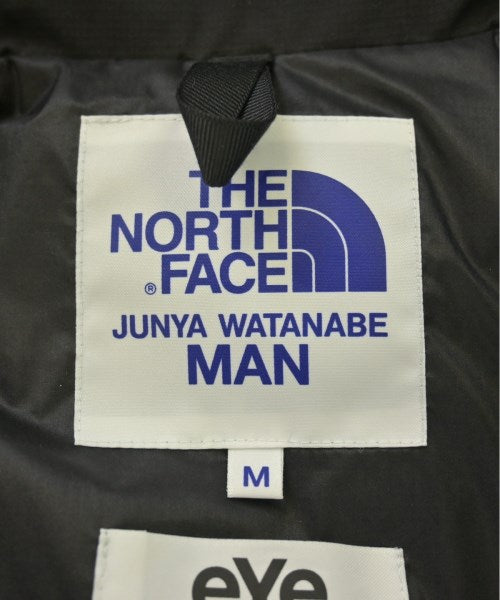 THE
NORTH
FACE
®
JUNYA WATANABE
MAN
M
eYe